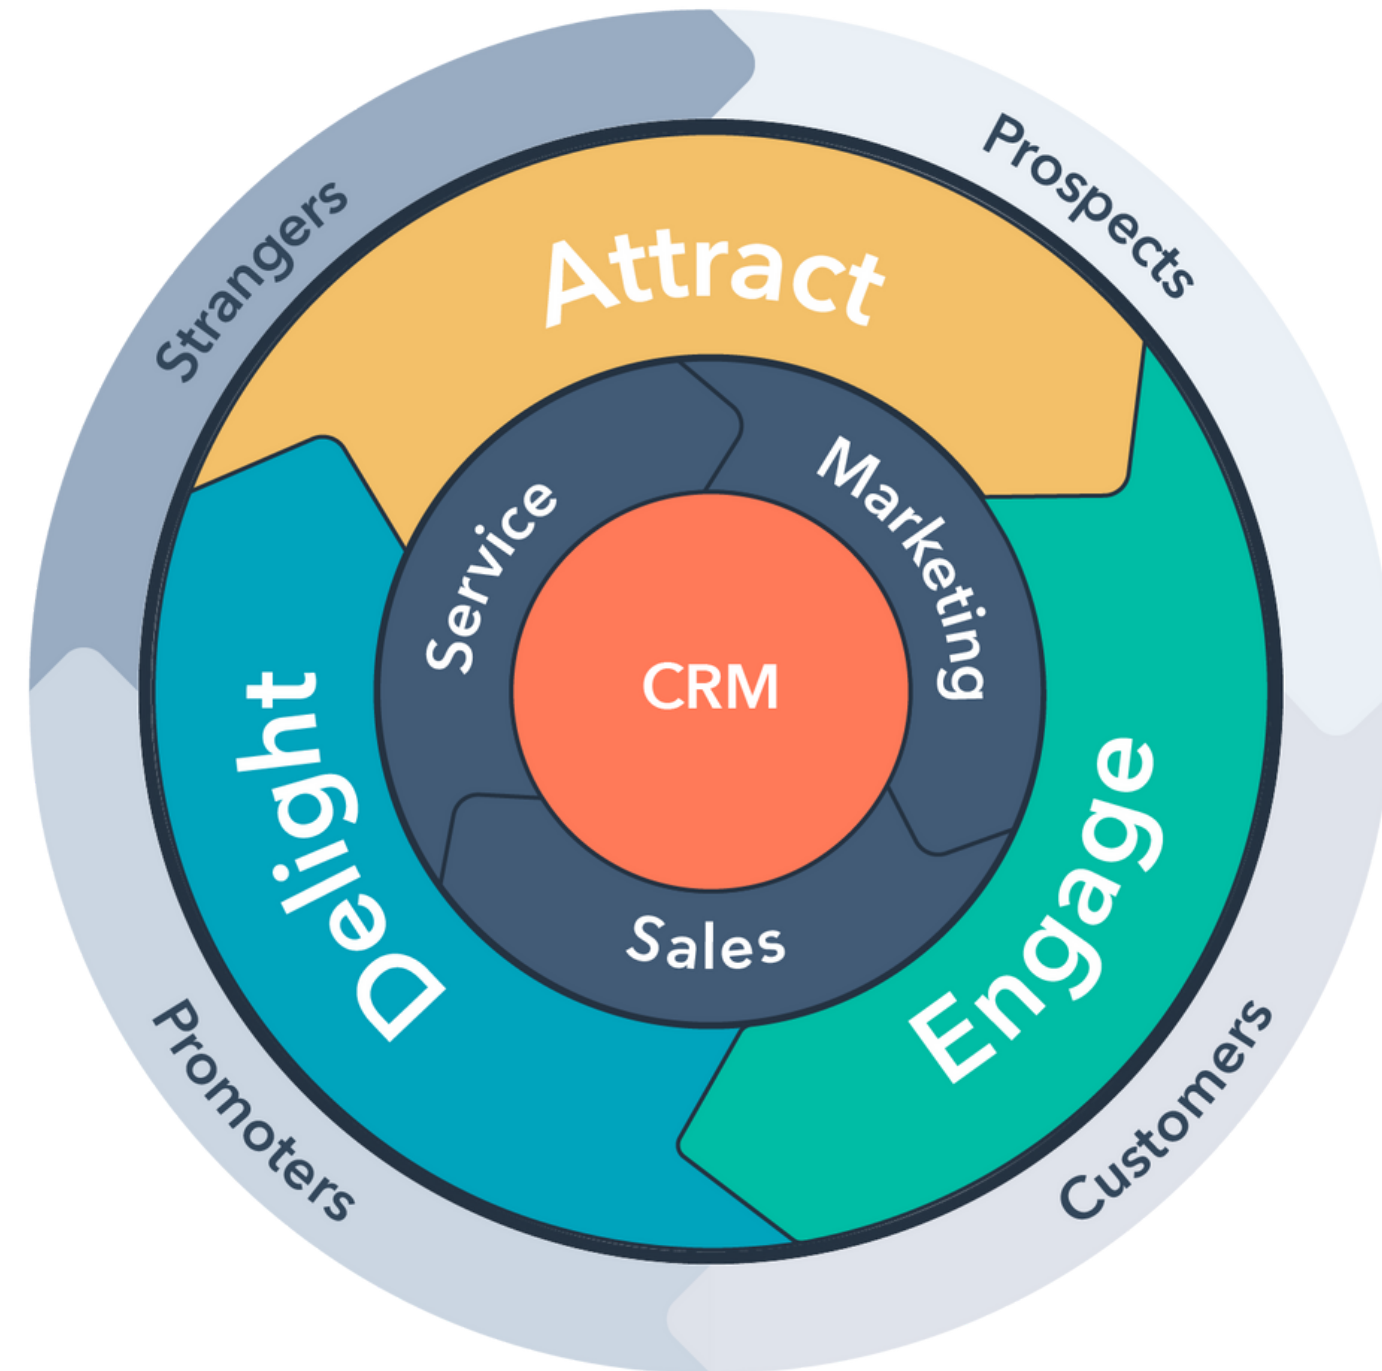 Strangers
Prospects
Customers
Promoters
Attract
Engage
Delight
Marketing
Sales
Service
CRM